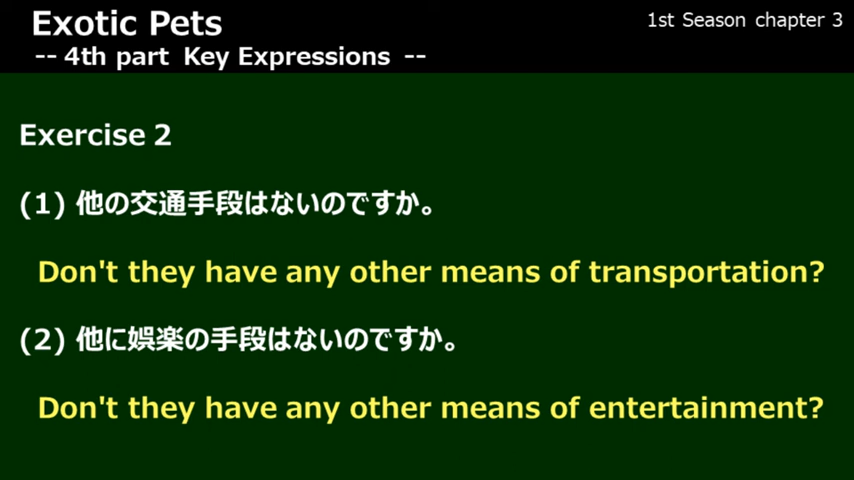 Exotic Pets
1st Season chapter 3
-- 4th part Key Expressions --
Exercise 2
(1) 他の交通手段はないのですか。
Don't they have any other means of transportation?
(2) 他に娯楽の手段はないのですか。
Don't they have any other means of entertainment?